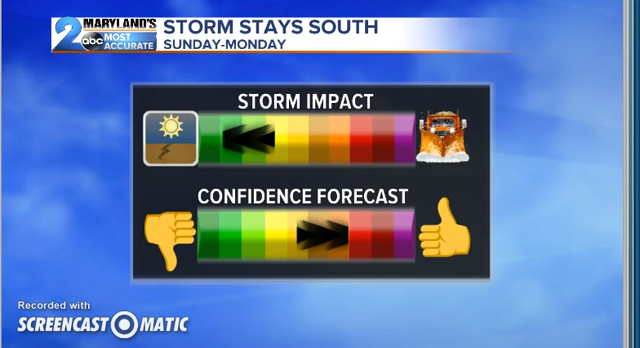 2
abc
MARYLAND'S
MOST
ACCURATE
STORM STAYS SOUTH
SUNDAY-MONDAY
STORM IMPACT
CONFIDENCE FORECAST
Recorded with
SCREENCAST O MATIC